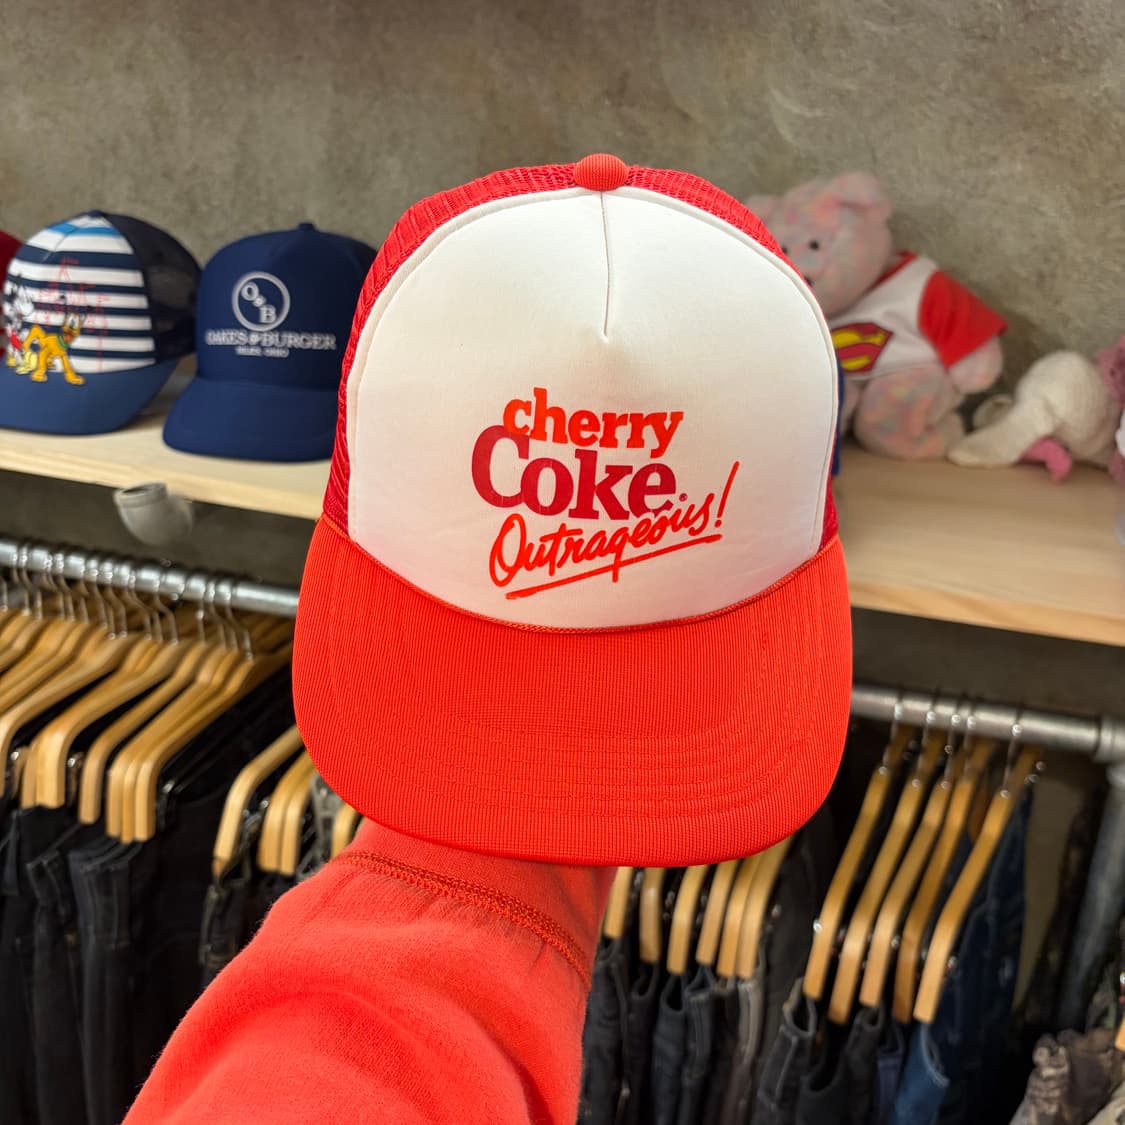 cherry
Coke®
Outrageous!
O B
OAKES & BURGER